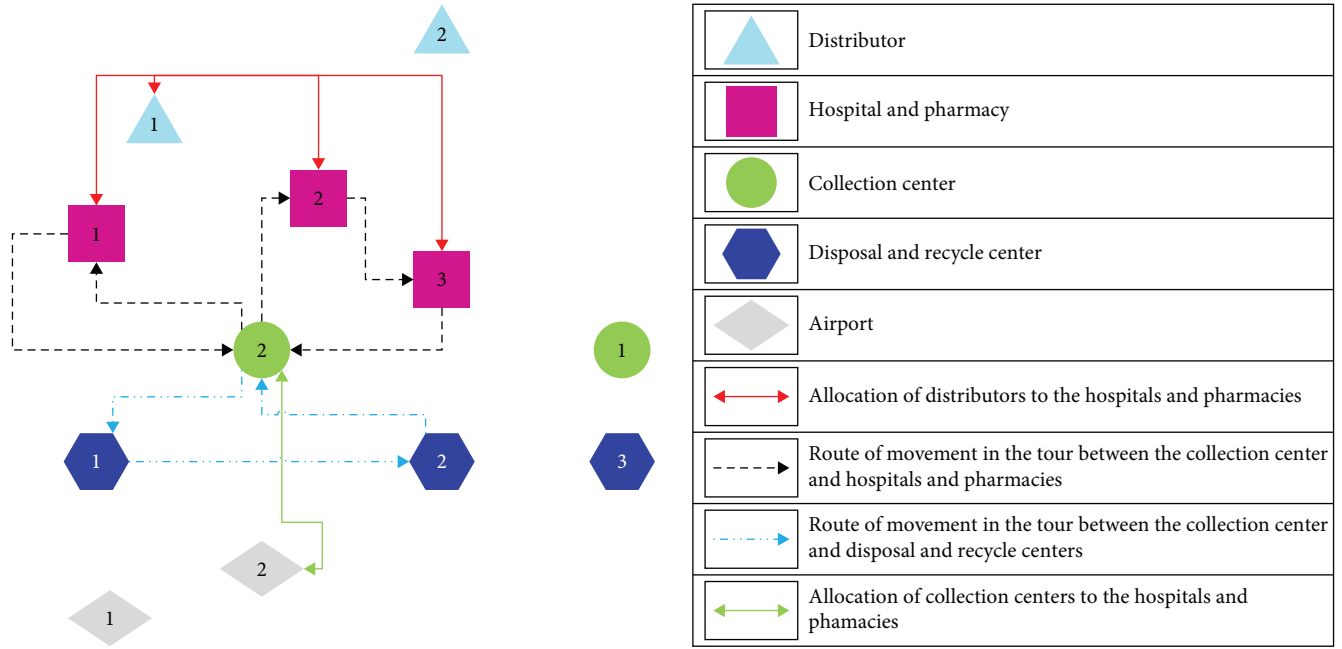 2
1
2
1
3
2
1
1
2
3
2
1
Distributor
Hospital and pharmacy
Collection center
Disposal and recycle center
Airport
Allocation of distributors to the hospitals and pharmacies
Route of movement in the tour between the collection center
and hospitals and pharmacies
Route of movement in the tour between the collection center
and disposal and recycle centers
Allocation of collection centers to the hospitals and
phamacies